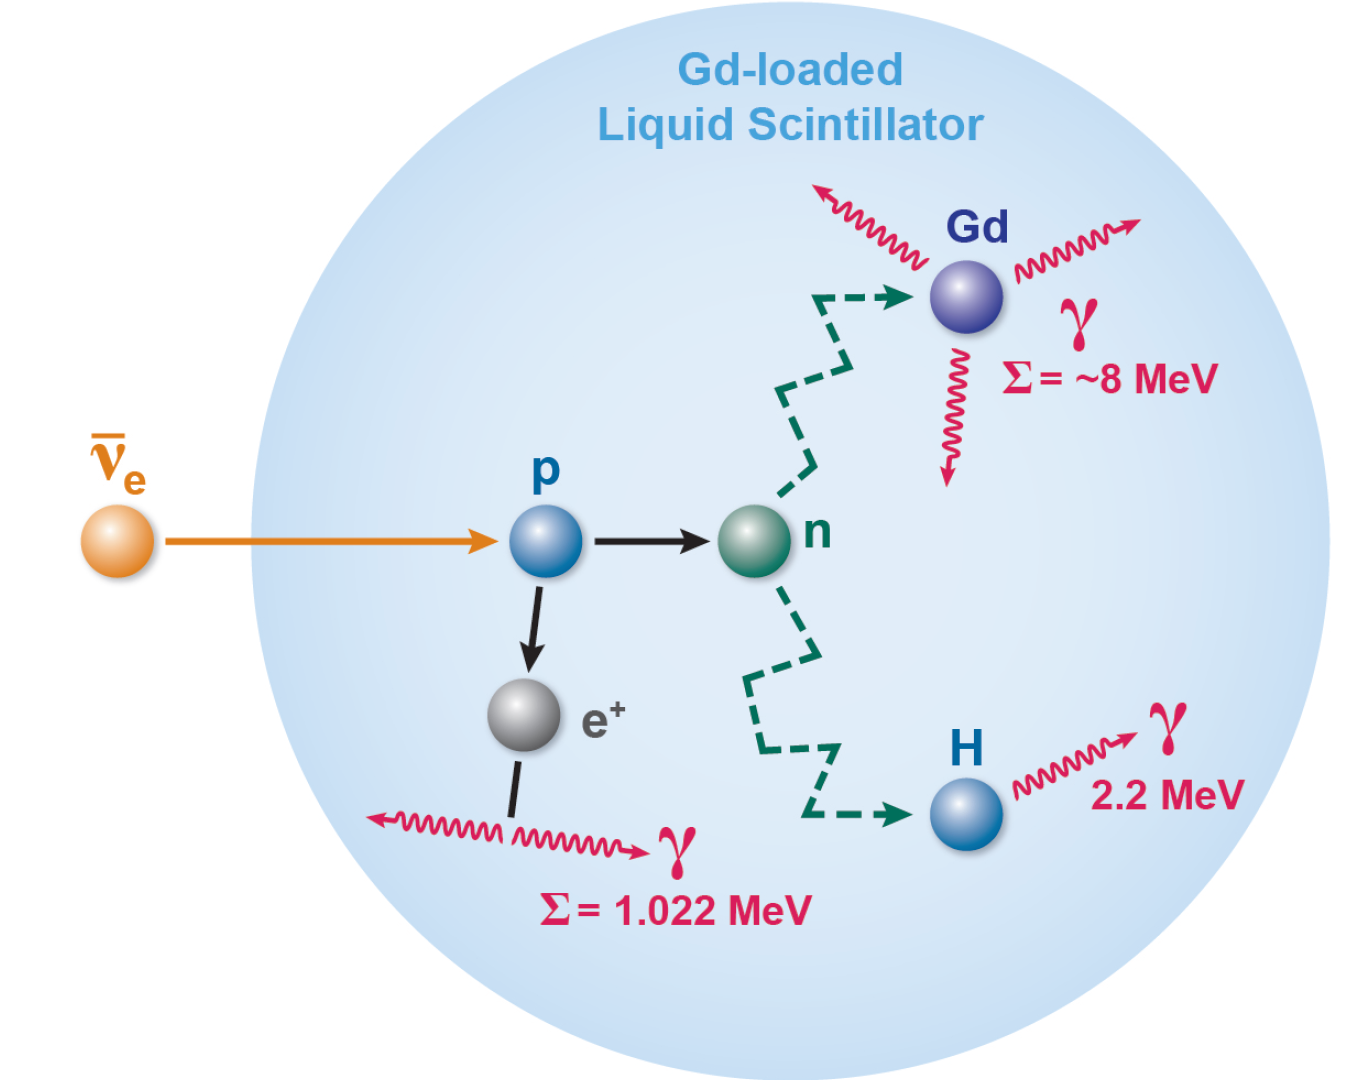 Gd-loaded
Liquid Scintillator
Gd
γ
Σ = ~8 MeV
ν̅e
p
n
e⁺
H
γ
2.2 MeV
γ
Σ = 1.022 MeV